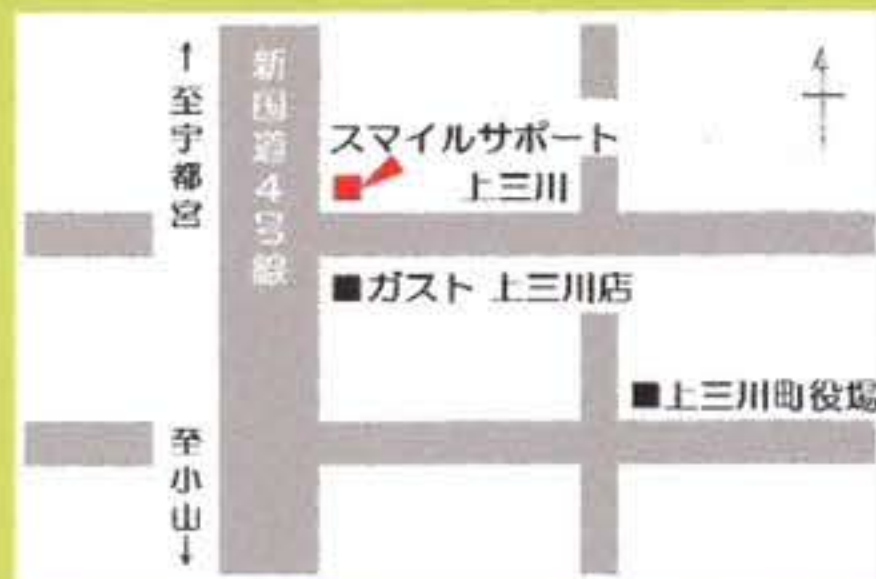 ↑至宇都宮
新国道4号線
スマイルサポート
上三川
■ガスト 上三川店
■上三川町役場
至小山↓
4